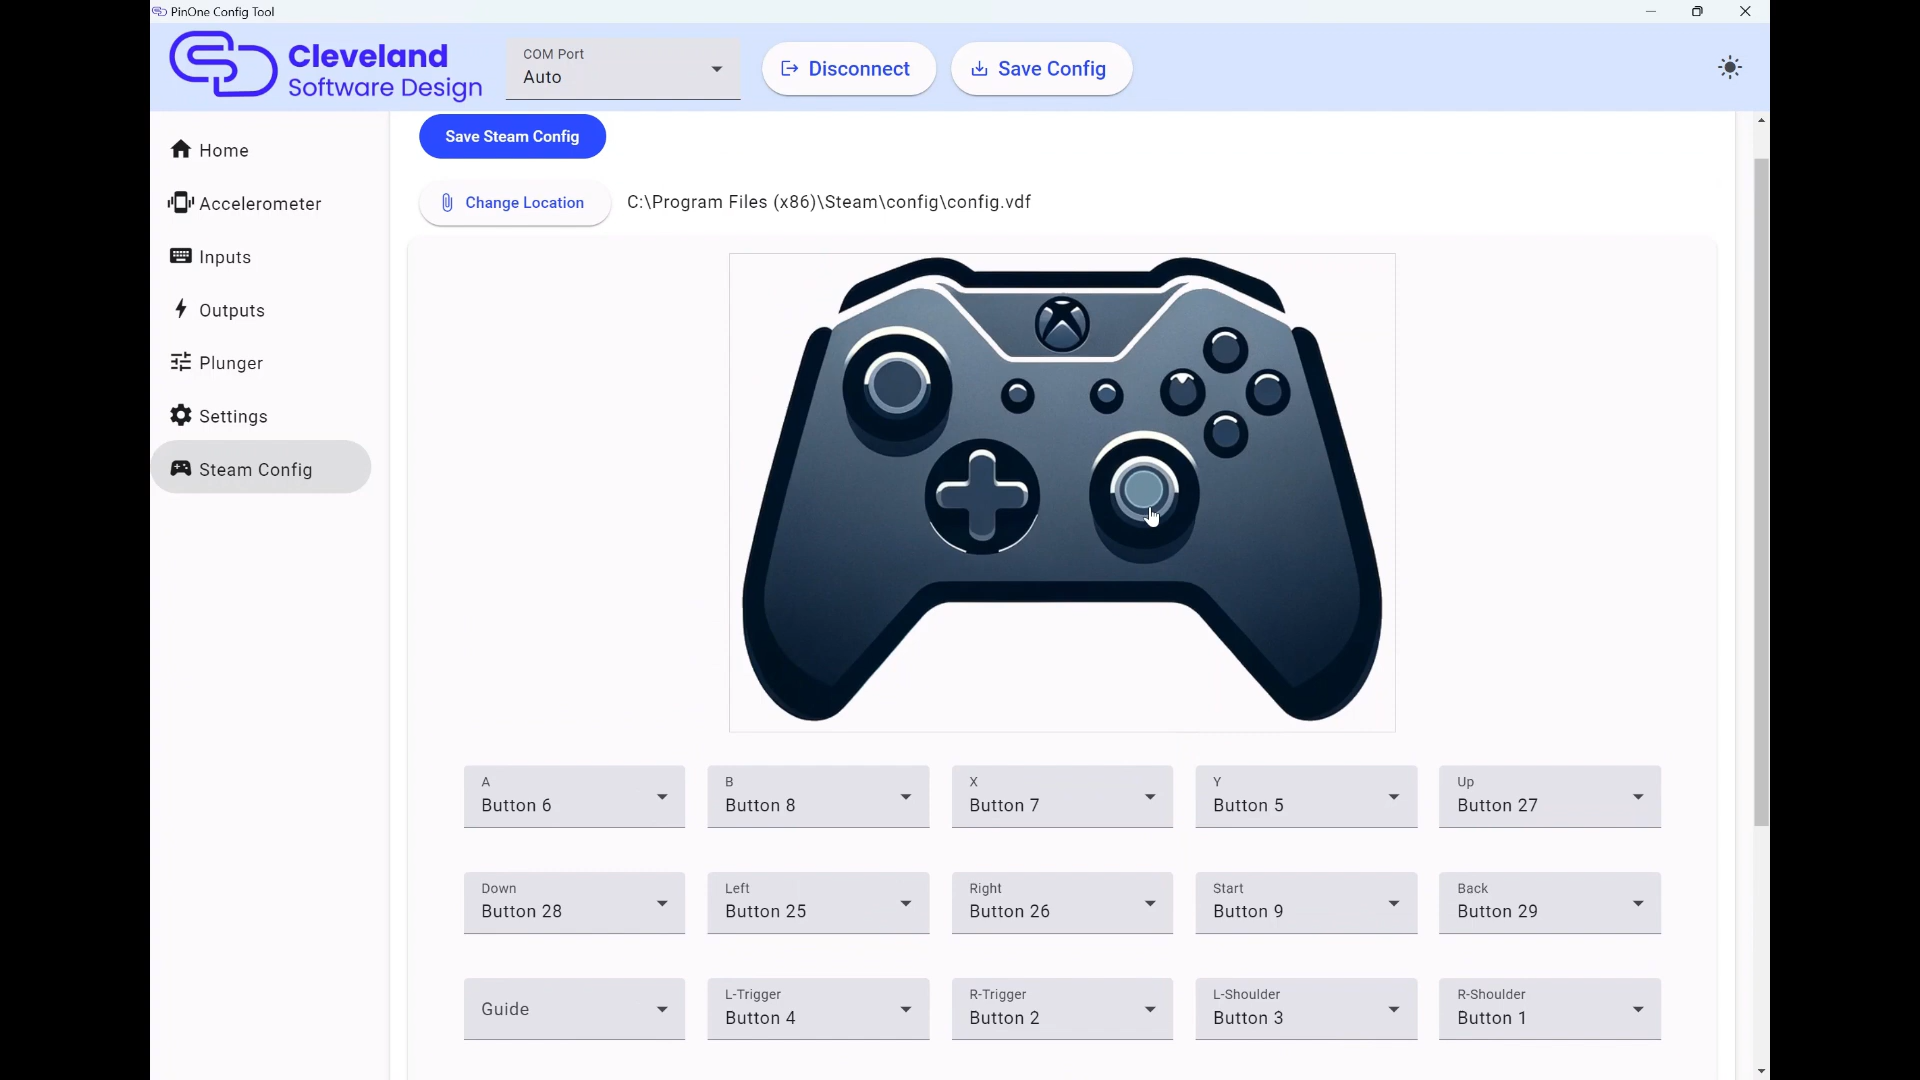 PinOne Config Tool
Cleveland
Software Design
COM Port
Auto
Disconnect
Save Config
Home
Accelerometer
Inputs
Outputs
Plunger
Settings
Steam Config
Save Steam Config
Change Location
C:\Program Files (x86)\Steam\config\config.vdf
A
Button 6
B
Button 8
X
Button 7
Y
Button 5
Up
Button 27
Down
Button 28
Left
Button 25
Right
Button 26
Start
Button 9
Back
Button 29
Guide
L-Trigger
Button 4
R-Trigger
Button 2
L-Shoulder
Button 3
R-Shoulder
Button 1